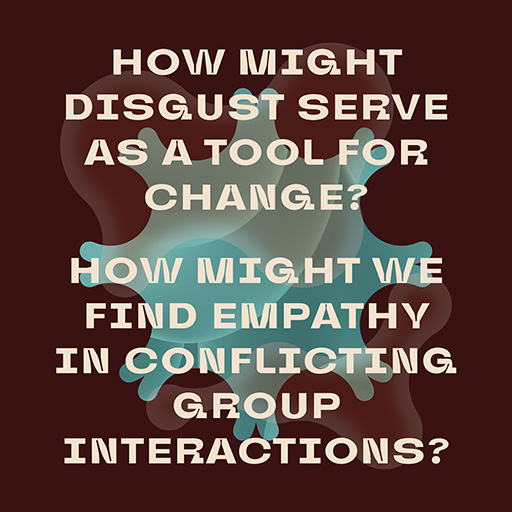 HOW MIGHT
DISGUST SERVE
AS A TOOL FOR
CHANGE?
HOW MIGHT WE
FIND EMPATHY
IN CONFLICTING
GROUP
INTERACTIONS?